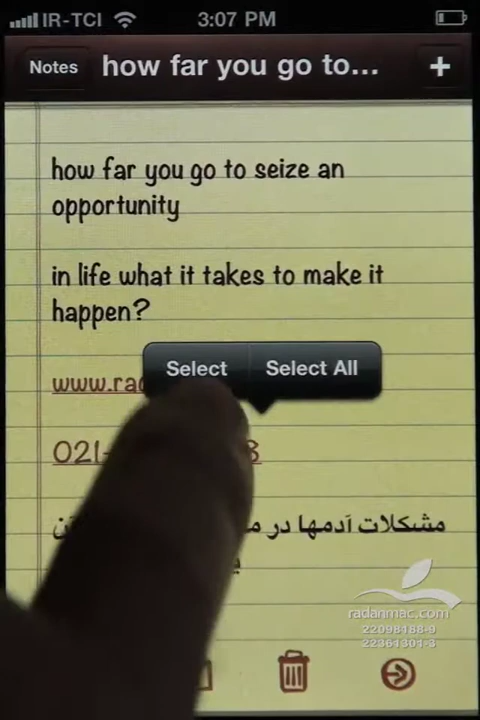 IR-TCI 3:07 PM
Notes how far you go to... +
how far you go to seize an
opportunity
in life what it takes to make it
happen?
Select Select All
www.rad
021- 8
مشکلات آدمها در
radanmac.com
22098188-9
22361301-3